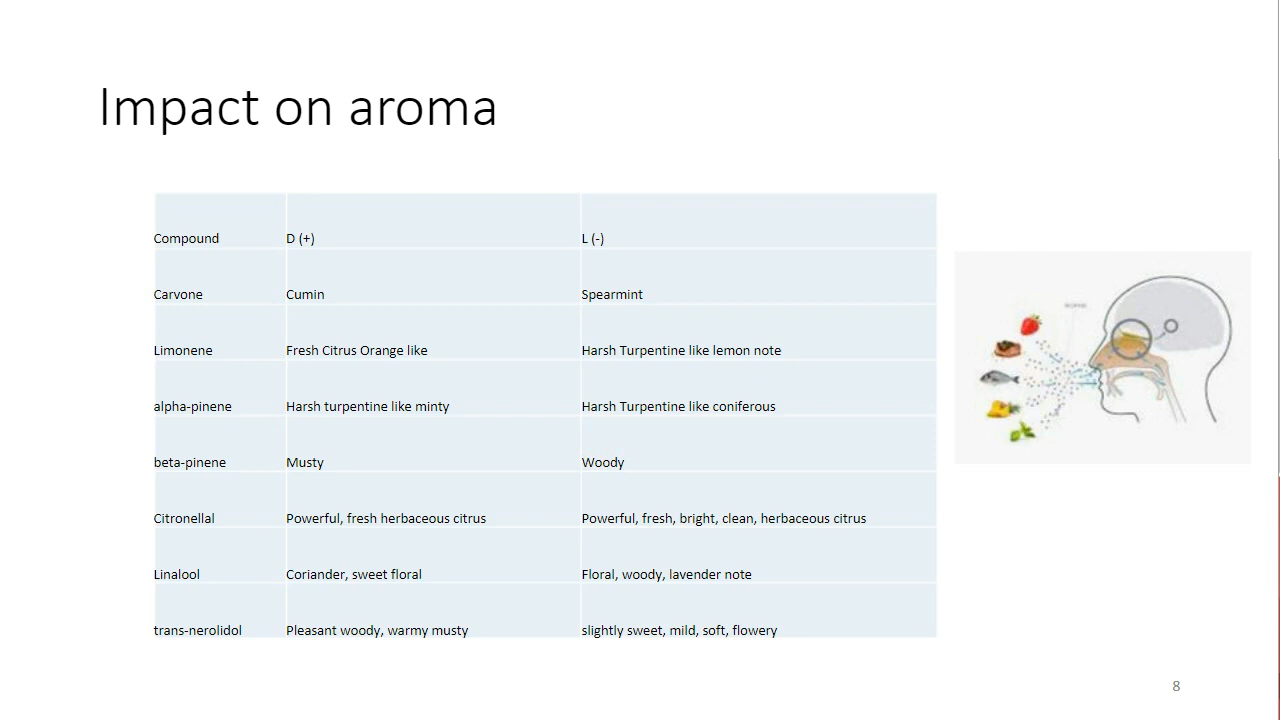 Impact on aroma
Compound D (+) L (-)
Carvone Cumin Spearmint
Limonene Fresh Citrus Orange like Harsh Turpentine like lemon note
alpha-pinene Harsh turpentine like minty Harsh Turpentine like coniferous
beta-pinene Musty Woody
Citronellal Powerful, fresh herbaceous citrus Powerful, fresh, bright, clean, herbaceous citrus
Linalool Coriander, sweet floral Floral, woody, lavender note
trans-nerolidol Pleasant woody, warmy musty slightly sweet, mild, soft, flowery
8